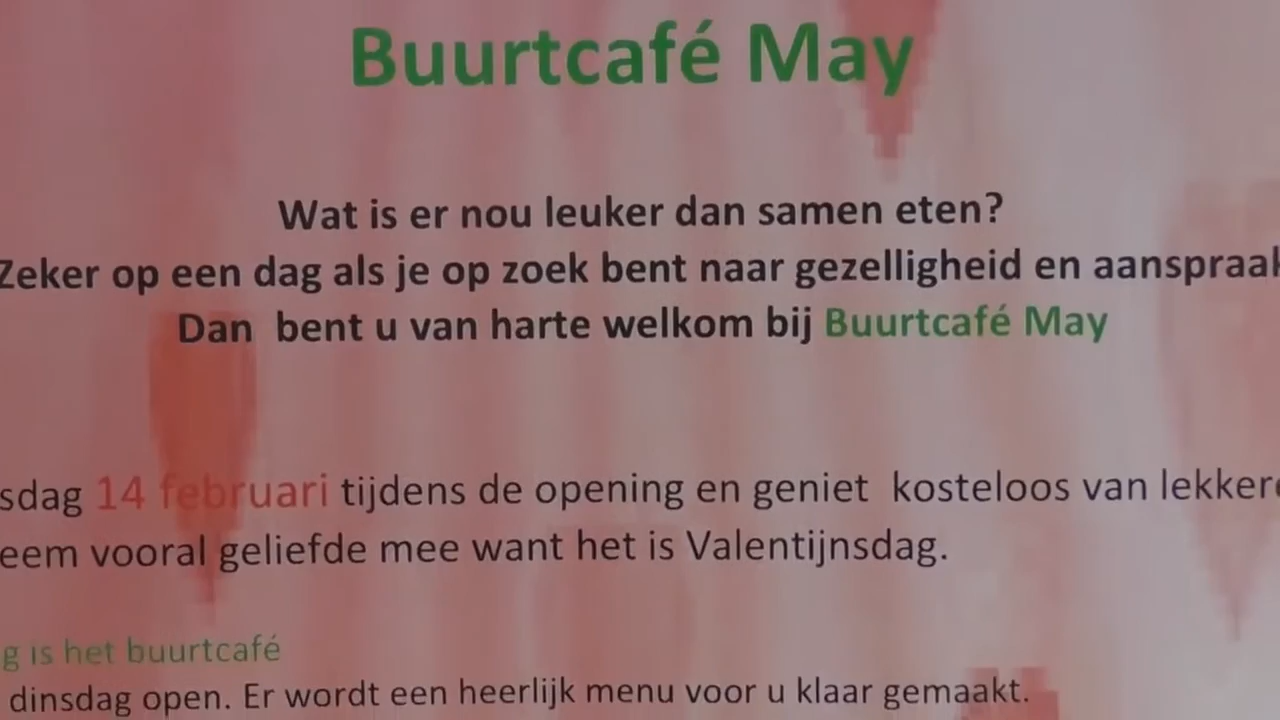 Buurtcafé May
Wat is er nou leuker dan samen eten?
Zeker op een dag als je op zoek bent naar gezelligheid en aanspraak
Dan bent u van harte welkom bij Buurtcafé May
sdag 14 februari tijdens de opening en geniet kosteloos van lekkere
eem vooral geliefde mee want het is Valentijnsdag.
g is het buurtcafé
dinsdag open. Er wordt een heerlijk menu voor u klaar gemaakt.